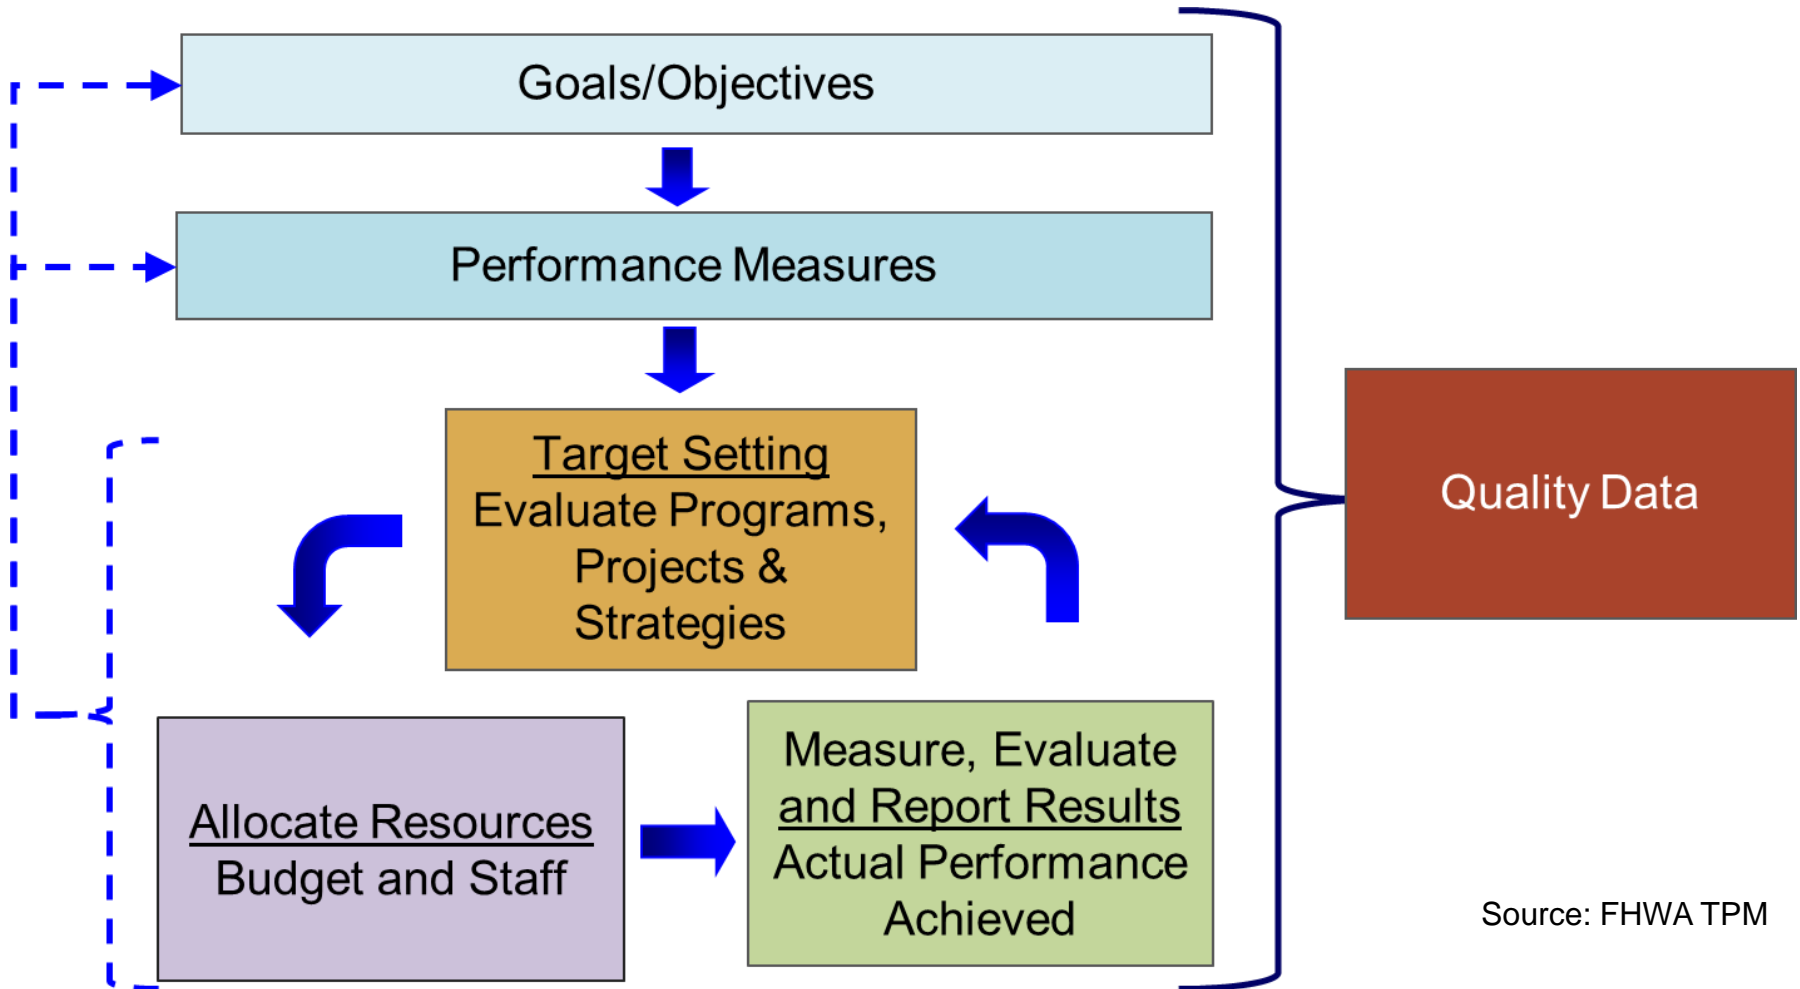 Goals/Objectives
Performance Measures
Target Setting
Evaluate Programs,
Projects &
Strategies
Quality Data
Allocate Resources
Budget and Staff
Measure, Evaluate
and Report Results
Actual Performance
Achieved
Source: FHWA TPM